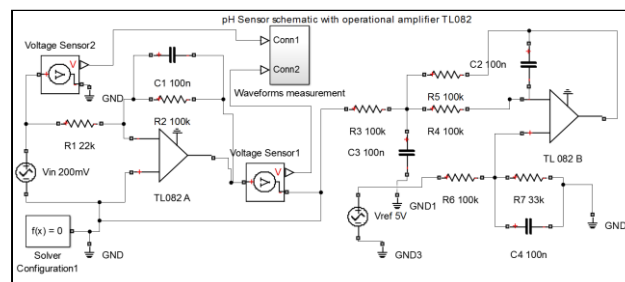 pH Sensor schematic with operational amplifier TL082
Voltage Sensor2
V
V
GND
C1 100n
Conn1
Conn2
Waveforms measurement
R1 22k
R2 100k
Vin 200mV
TL082 A
Voltage Sensor1
V
V
f(x) = 0
Solver
Configuration1
GND
R3 100k
C3 100n
C2 100n
R5 100k
R4 100k
TL 082 B
GND1
Vref 5V
GND3
R6 100k
R7 33k
C4 100n
GND